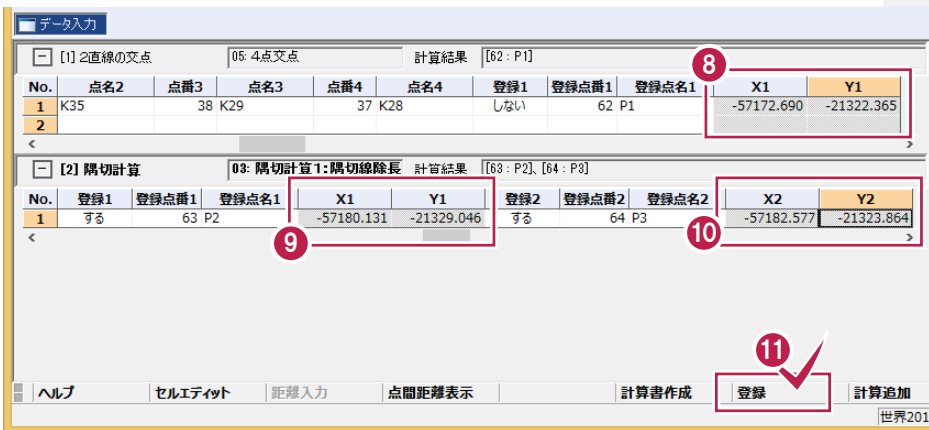 データ入力
[1] 2直線の交点 05: 4点交点 計算結果 [62 : P1]
8
No. 点名2 点番3 点名3 点番4 点名4 登録1 登録点番1 登録点名1 X1 Y1
1 K35 38 K29 37 K28 しない 62 P1 -57172.690 -21322.365
2
[2] 隅切計算 03: 隅切計算1:隅切線除長 計算結果 [63 : P2]、[64 : P3]
No. 登録1 登録点番1 登録点名1 X1 Y1 登録2 登録点番2 登録点名2 X2 Y2
1 する 63 P2 -57180.131 -21329.046 する 64 P3 -57182.577 -21323.864
9 10
11
ヘルプ セルエディット 距離入力 点間距離表示 計算書作成 登録 計算追加
世界201